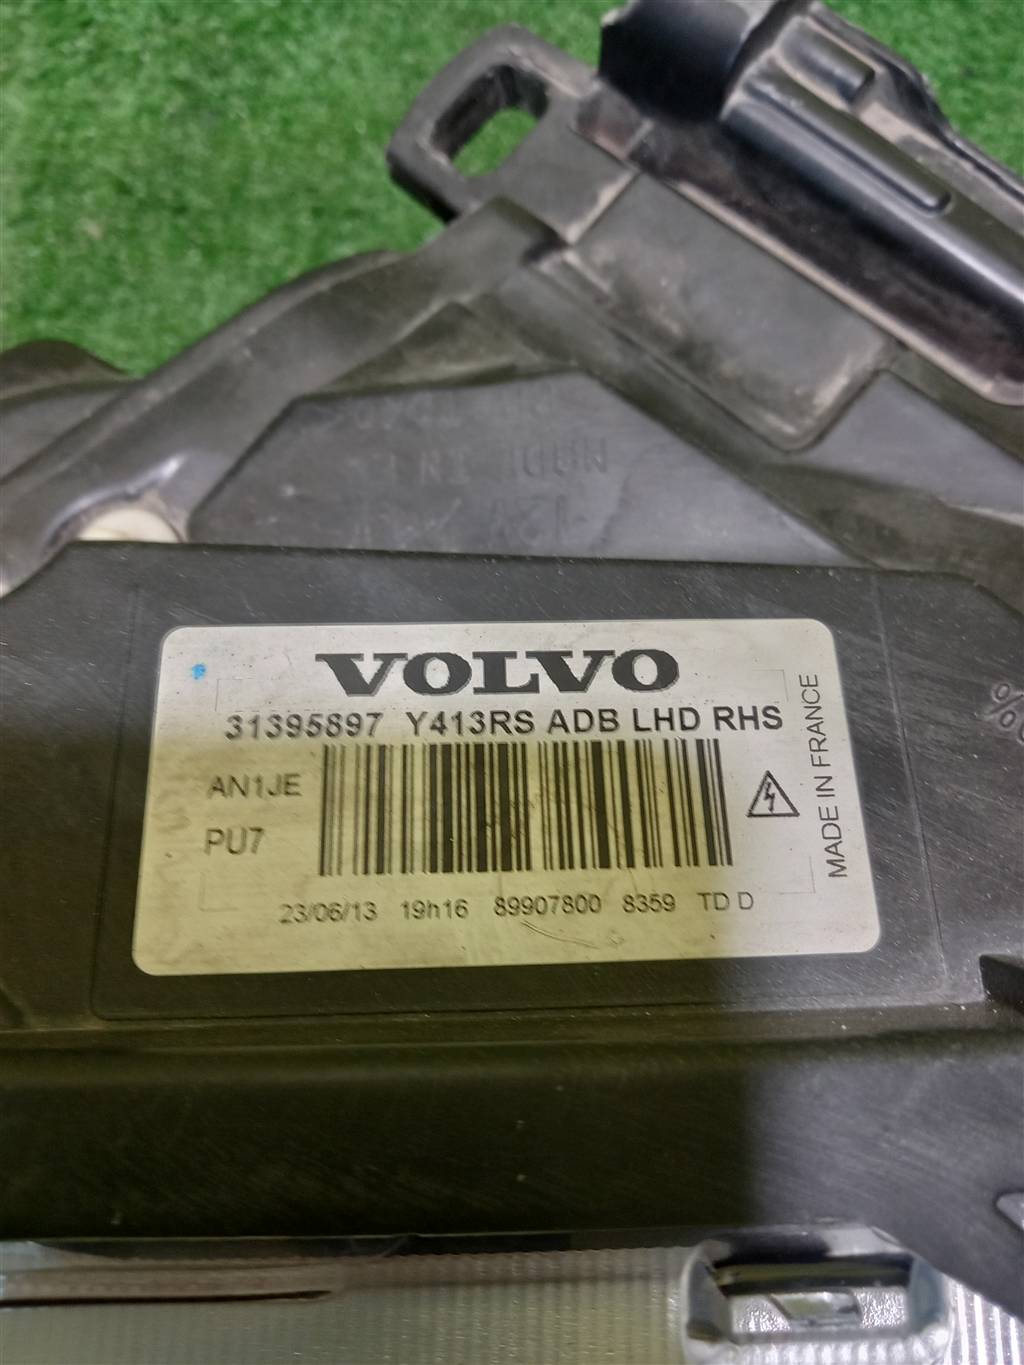 VOLVO
31395897 Y413RS ADB LHD RHS
AN1JE
PU7
MADE IN FRANCE
23/06/13 19h16 89907800 8359 TD D